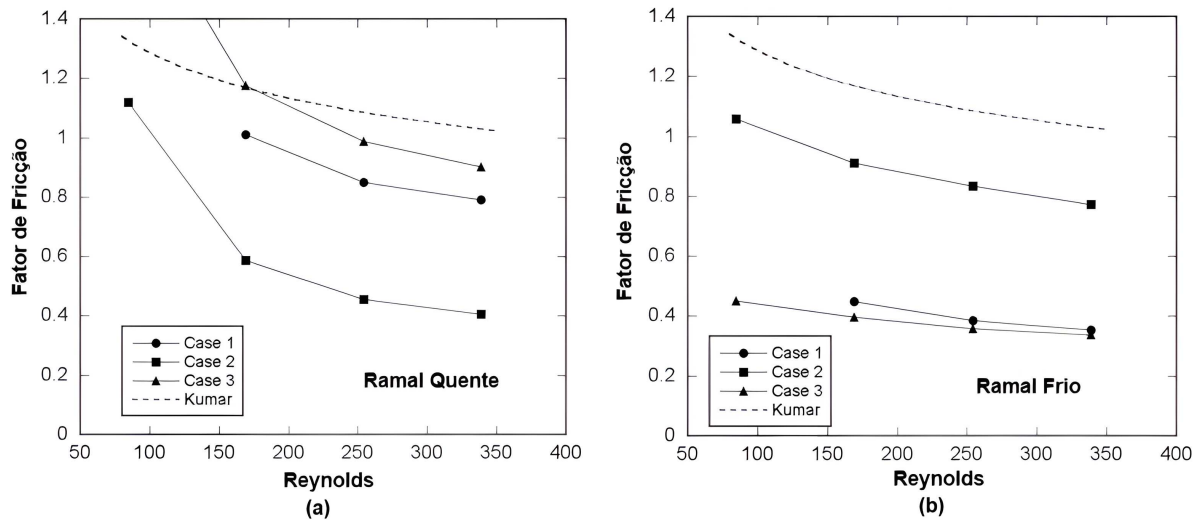 1.4
1.2
1
0.8
0.6
0.4
0.2
0
Fator de Fricção
50 100 150 200 250 300 350 400
Reynolds
Case 1
Case 2
Case 3
Kumar
Ramal Quente
(a)
1.4
1.2
1
0.8
0.6
0.4
0.2
0
Fator de Fricção
50 100 150 200 250 300 350 400
Reynolds
Case 1
Case 2
Case 3
Kumar
Ramal Frio
(b)